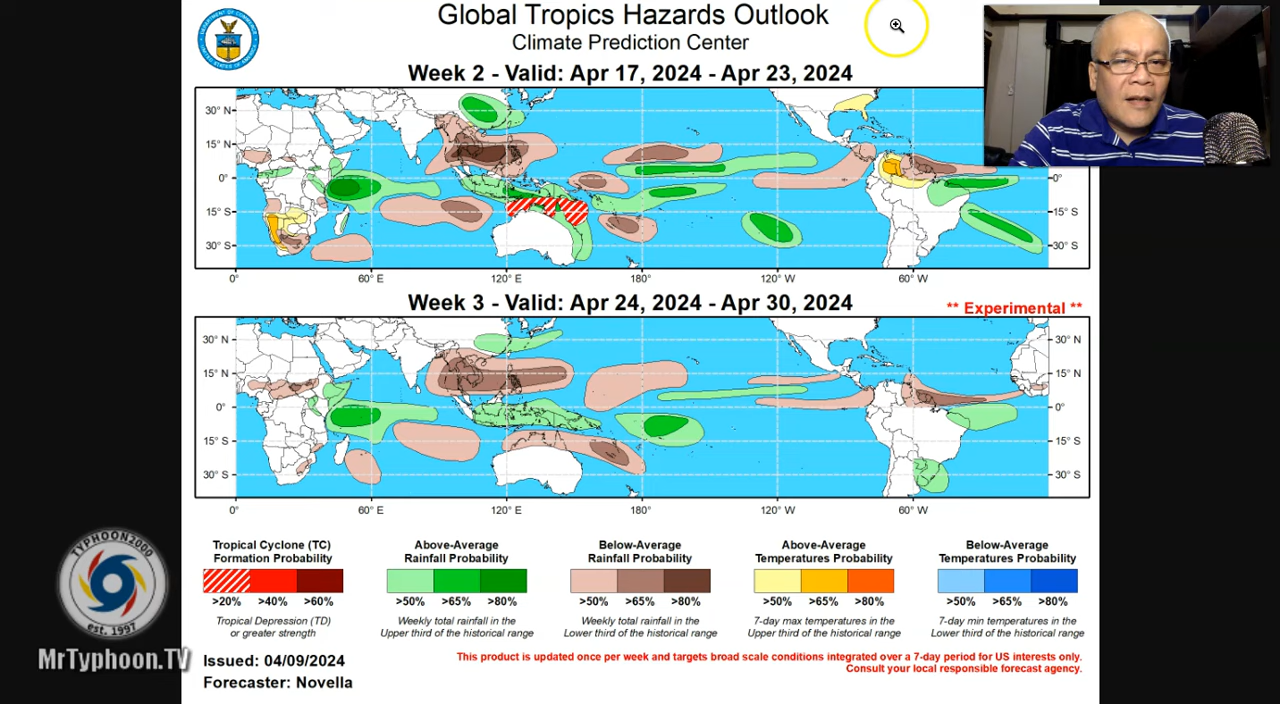 Global Tropics Hazards Outlook
Climate Prediction Center
Week 2 - Valid: Apr 17, 2024 - Apr 23, 2024
30° N
15° N
0°
0°
15° S
15° S
30° S
30° S
0°
60° E
120° E
180°
120° W
60° W
Week 3 - Valid: Apr 24, 2024 - Apr 30, 2024
** Experimental **
30° N
30° N
15° N
15° N
0°
0°
15° S
15° S
30° S
30° S
0°
60° E
120° E
180°
120° W
60° W
Tropical Cyclone (TC)
Formation Probability
>20% >40% >60%
Tropical Depression (TD)
or greater strength
Above-Average
Rainfall Probability
>50% >65% >80%
Weekly total rainfall in the
Upper third of the historical range
Below-Average
Rainfall Probability
>50% >65% >80%
Weekly total rainfall in the
Lower third of the historical range
Above-Average
Temperatures Probability
>50% >65% >80%
7-day max temperatures in the
Upper third of the historical range
Below-Average
Temperatures Probability
>50% >65% >80%
7-day min temperatures in the
Lower third of the historical range
Issued: 04/09/2024
Forecaster: Novella
This product is updated once per week and targets broad scale conditions integrated over a 7-day period for US interests only.
Consult your local responsible forecast agency.
TYPHOON2000
est. 1997
MrTyphoon.TV